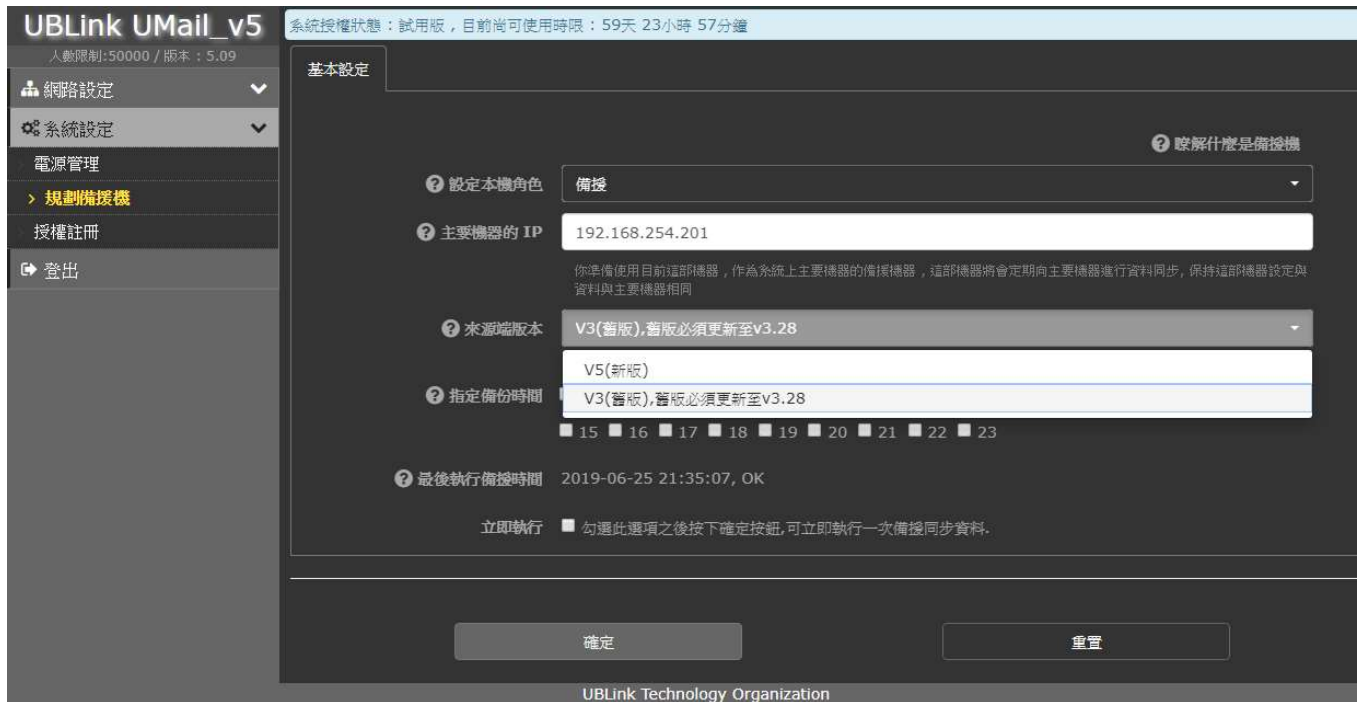 UBLink UMail_v5
人數限制:50000 / 版本：5.09
網路設定
系統設定
電源管理
> 規劃備援機
授權註冊
登出
系統授權狀態：試用版，目前尚可使用時限：59天 23小時 57分鐘
基本設定
瞭解什麼是備援機
設定本機角色 備援
主要機器的 IP 192.168.254.201
你準備使用目前這部機器，作為系統上主要機器的備援機器，這部機器將會定期向主要機器進行資料同步, 保持這部機器設定與
資料與主要機器相同
來源端版本 V3(舊版),舊版必須更新至v3.28
V5(新版)
指定備份時間 V3(舊版),舊版必須更新至v3.28
15 16 17 18 19 20 21 22 23
最後執行備援時間 2019-06-25 21:35:07, OK
立即執行 勾選此選項之後按下確定按鈕,可立即執行一次備援同步資料.
確定 重置
UBLink Technology Organization